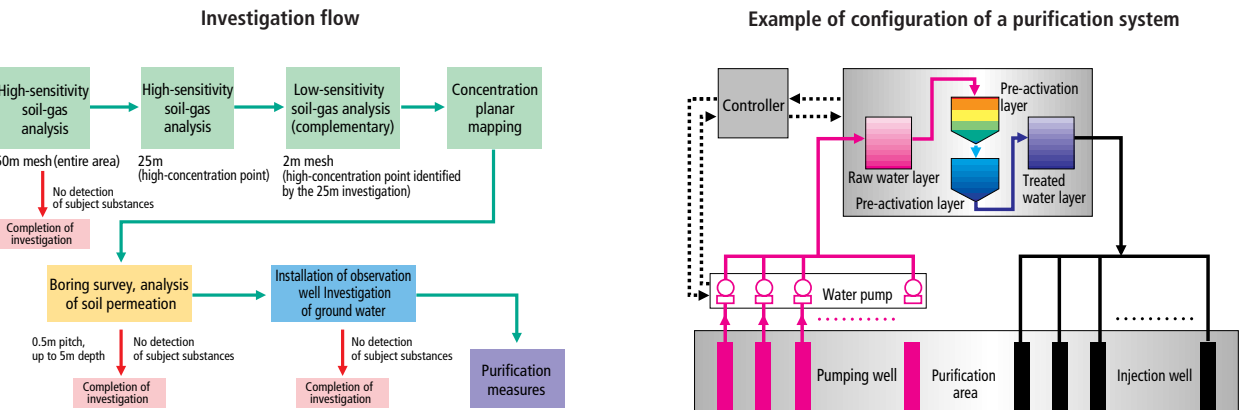 Investigation flow
High-sensitivity
soil-gas
analysis
High-sensitivity
soil-gas
analysis
Low-sensitivity
soil-gas analysis
(complementary)
Concentration
planar
mapping
50m mesh (entire area)
25m
(high-concentration point)
2m mesh
(high-concentration point identified
by the 25m investigation)
No detection
of subject substances
Completion of
investigation
Boring survey, analysis
of soil permeation
Installation of observation
well Investigation
of ground water
0.5m pitch,
up to 5m depth
No detection
of subject substances
No detection
of subject substances
Completion of
investigation
Completion of
investigation
Purification
measures
Example of configuration of a purification system
Controller
Pre-activation
layer
Raw water layer
Pre-activation layer
Treated
water layer
Water pump
Pumping well
Purification
area
Injection well